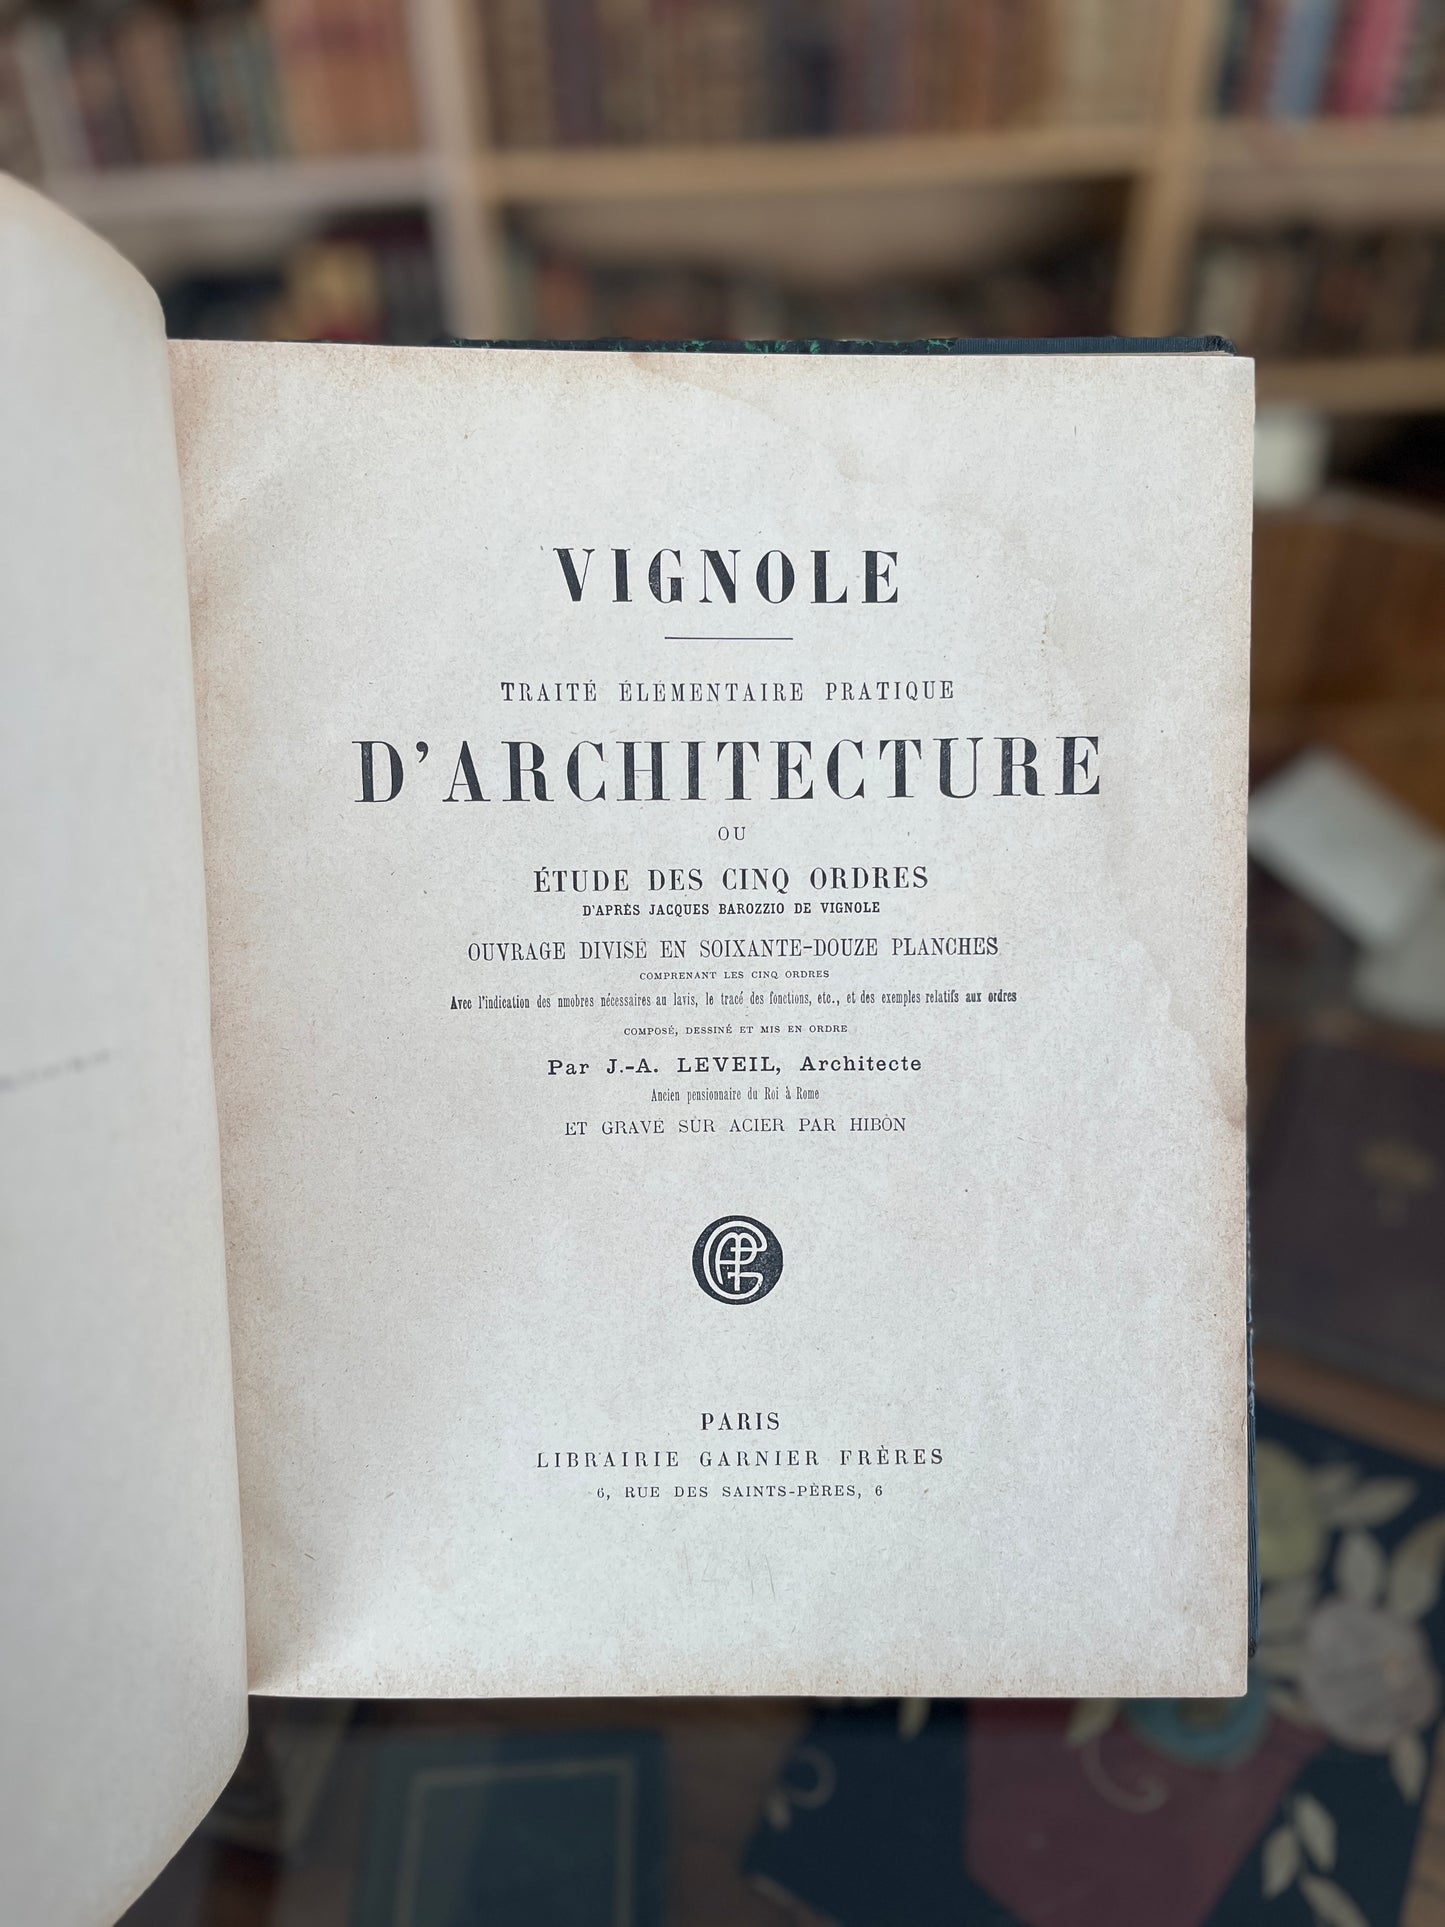 VIGNOLE
TRAITÉ ÉLÉMENTAIRE PRATIQUE
D'ARCHITECTURE
OU
ÉTUDE DES CINQ ORDRES
D'APRÈS JACQUES BAROZZIO DE VIGNOLE
OUVRAGE DIVISÉ EN SOIXANTE-DOUZE PLANCHES
COMPRENANT LES CINQ ORDRES
Avec l'indication des nmobres nécessaires au lavis, le tracé des fonctions, etc., et des exemples relatifs aux ordres
COMPOSÉ, DESSINÉ ET MIS EN ORDRE
Par J.-A. LEVEIL, Architecte
Ancien pensionnaire du Roi à Rome
ET GRAVÉ SÙR ACIER PAR HIBÒN
PARIS
LIBRAIRIE GARNIER FRÈRES
6, RUE DES SAINTS-PÈRES, 6